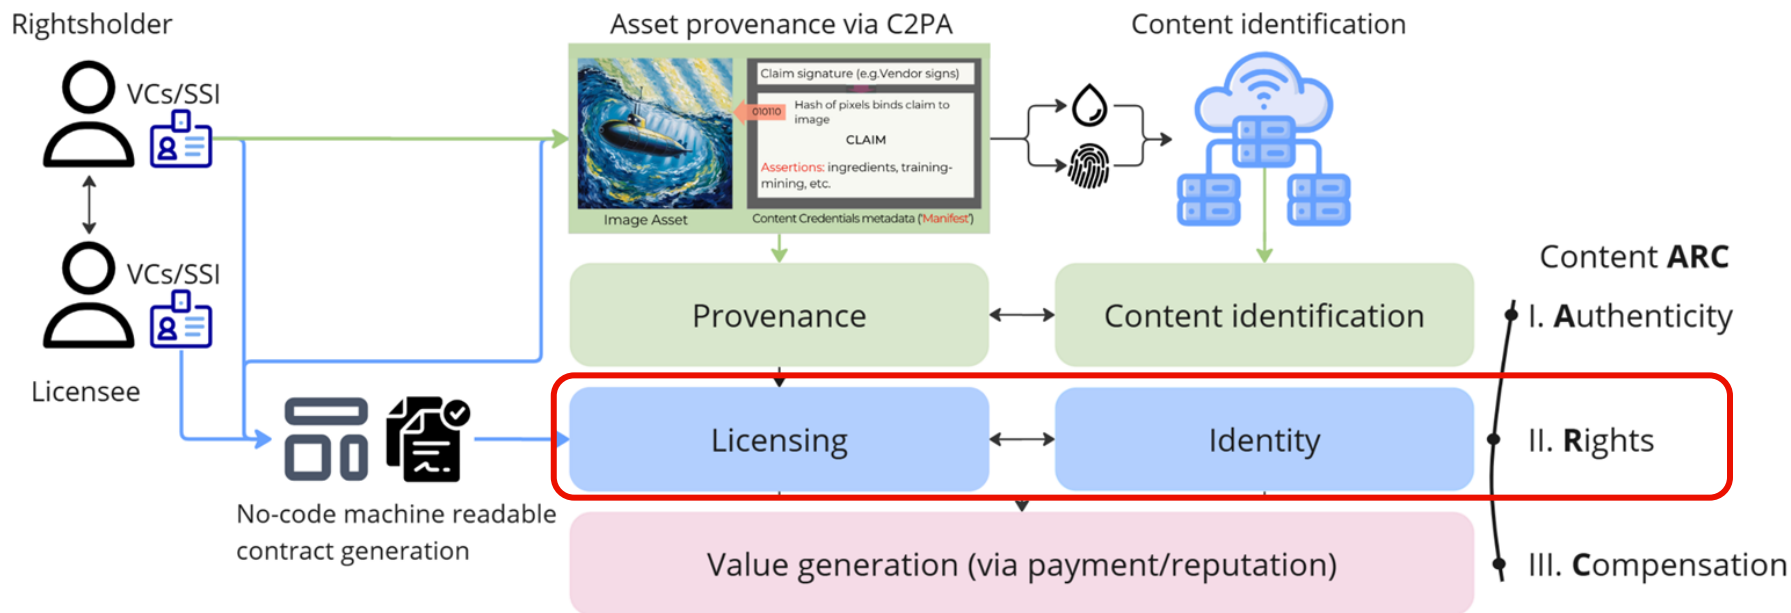 Rightsholder
Asset provenance via C2PA
Content identification
VCs/SSI
Claim signature (e.g.Vendor signs)
010110
Hash of pixels binds claim to
image
CLAIM
Assertions: ingredients, training-
mining, etc.
Image Asset
Content Credentials metadata ('Manifest')
VCs/SSI
Licensee
Content ARC
Provenance
Content identification
I. Authenticity
Licensing
Identity
II. Rights
No-code machine readable
contract generation
Value generation (via payment/reputation)
III. Compensation